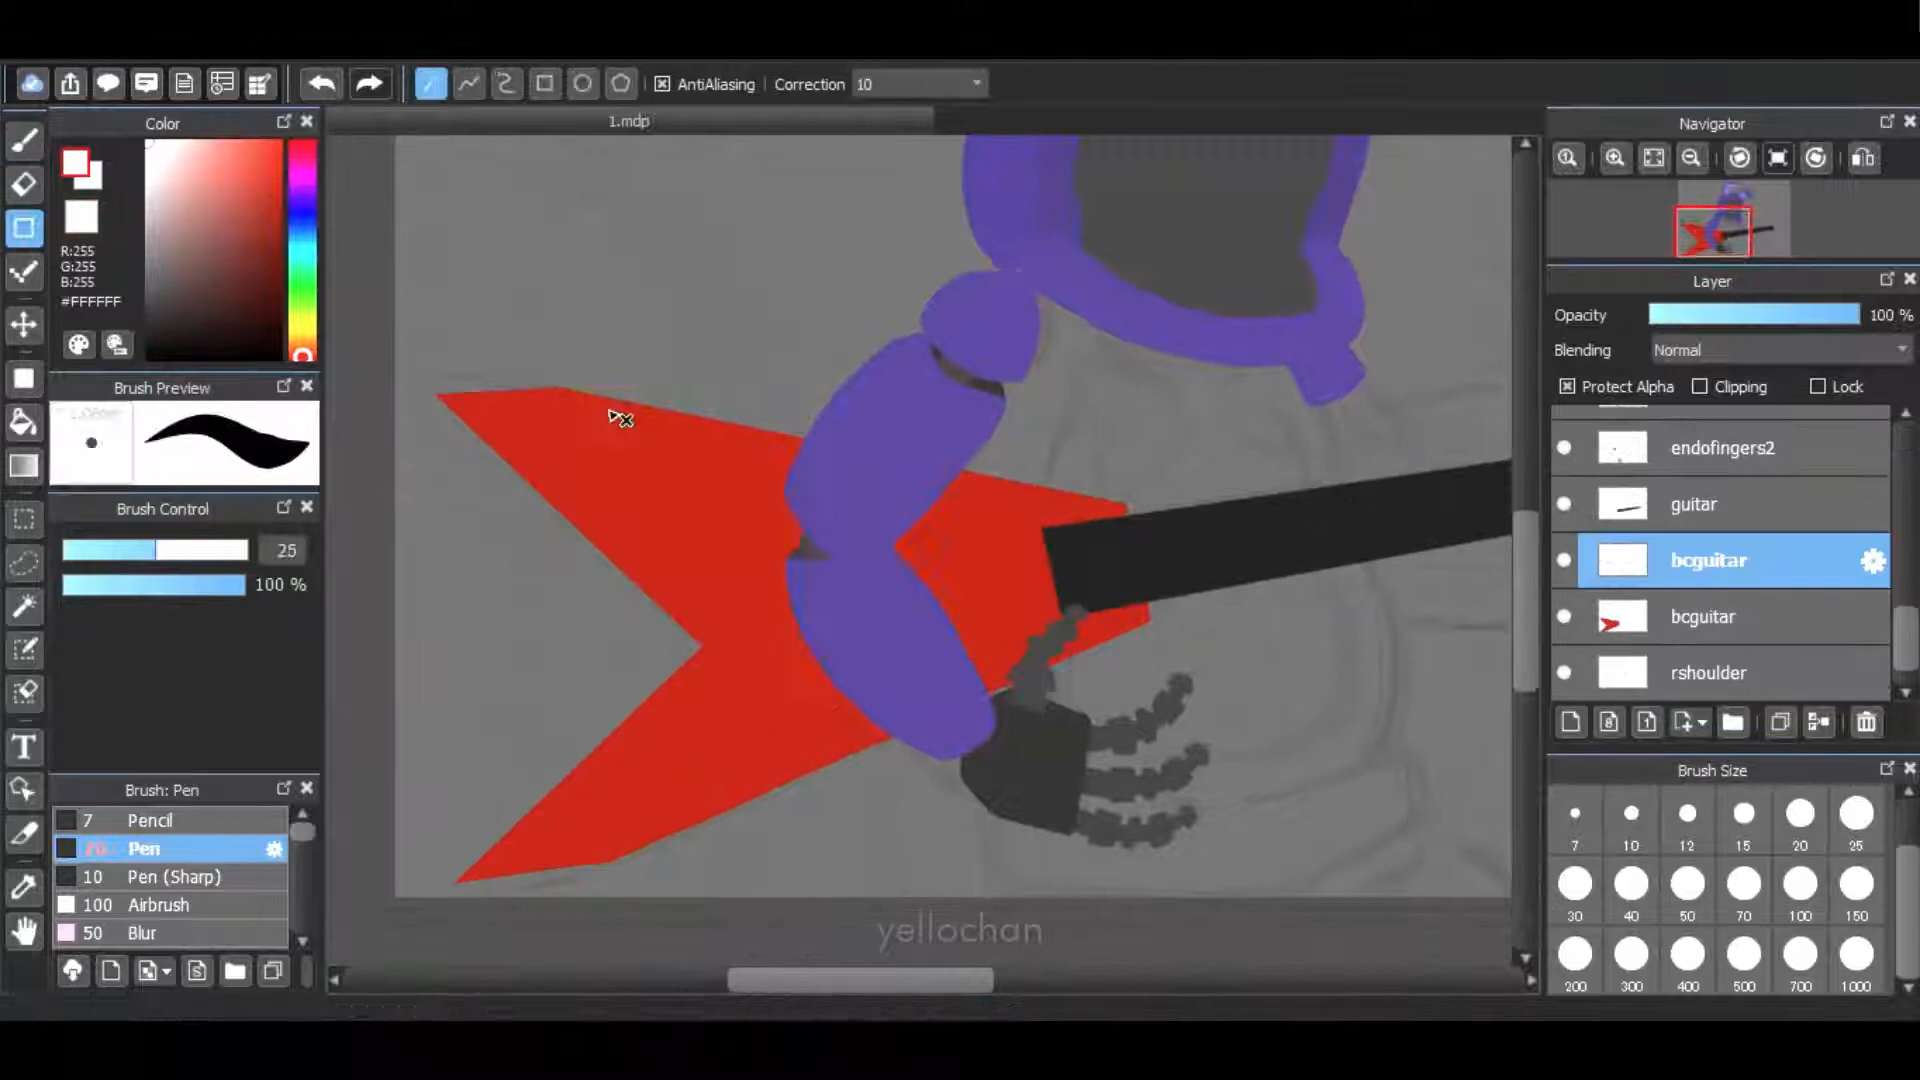 AntiAliasing
Correction 10
1.mdp
Color
R:255
G:255
B:255
#FFFFFF
Brush Preview
Brush Control
25
100 %
Brush: Pen
7 Pencil
Pen
10 Pen (Sharp)
100 Airbrush
50 Blur
T
S
yellochan
Navigator
Layer
Opacity 100 %
Blending Normal
Protect Alpha Clipping Lock
endofingers2
guitar
bcguitar
bcguitar
rshoulder
8
1
Brush Size
7 10 12 15 20 25
30 40 50 70 100 150
200 300 400 500 700 1000